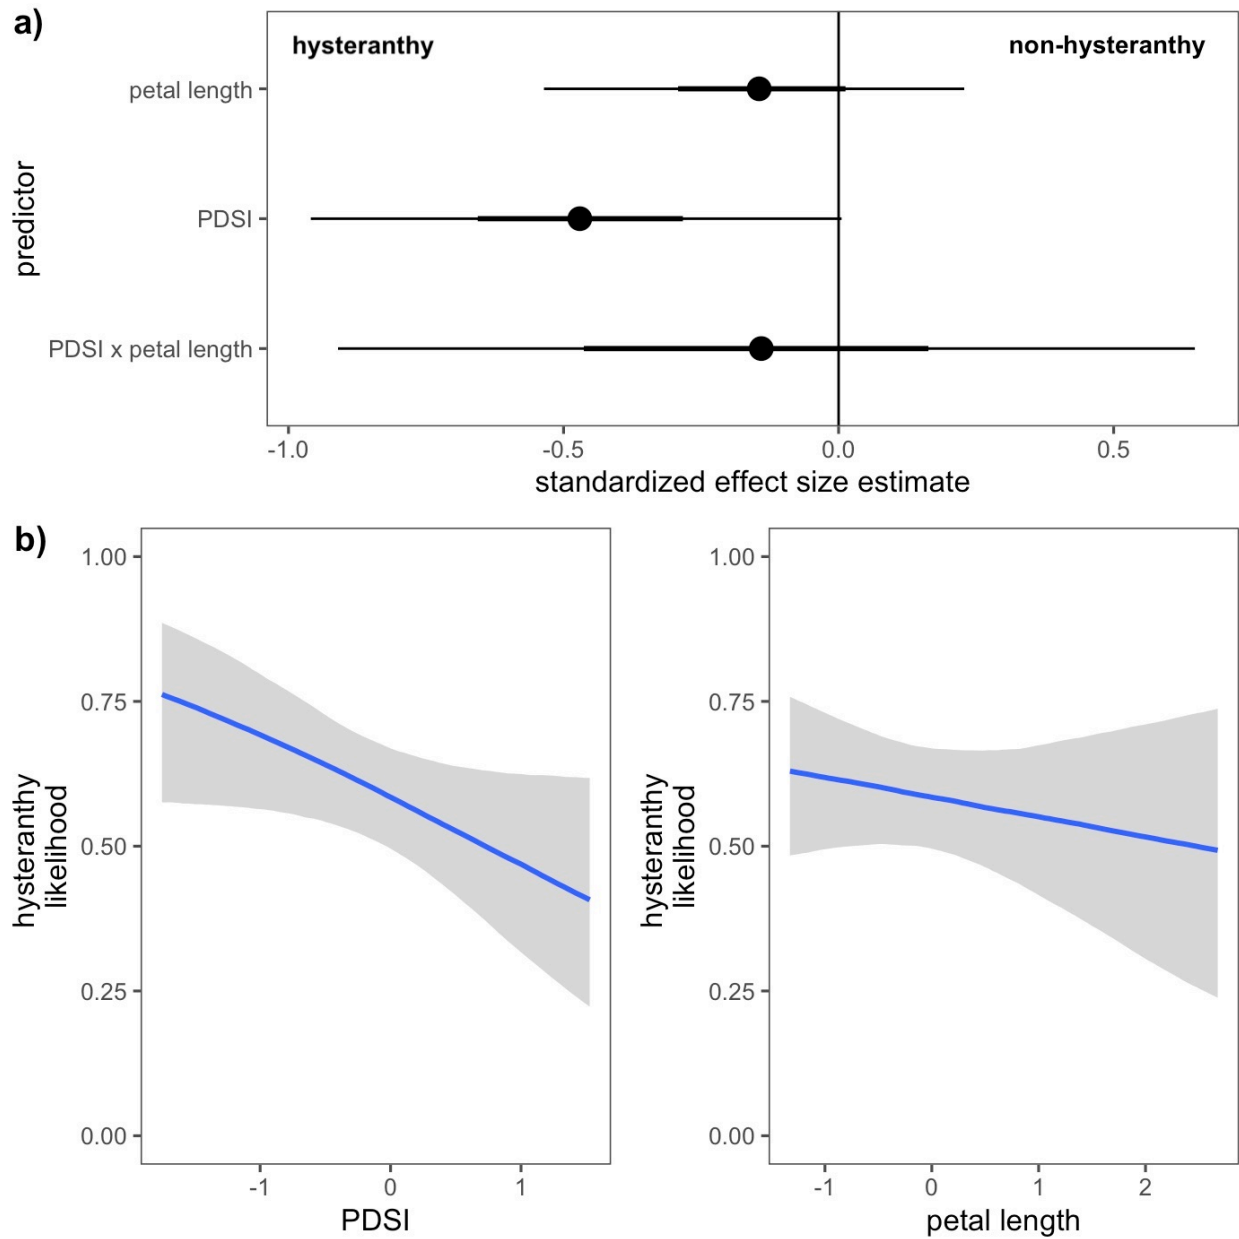 a)
hysteranthy
non-hysteranthy
petal length
PDSI
PDSI x petal length
predictor
-1.0
-0.5
0.0
0.5
standardized effect size estimate
b)
1.00
0.75
0.50
0.25
0.00
hysteranthy
likelihood
-1
0
1
PDSI
1.00
0.75
0.50
0.25
0.00
hysteranthy
likelihood
-1
0
1
2
petal length